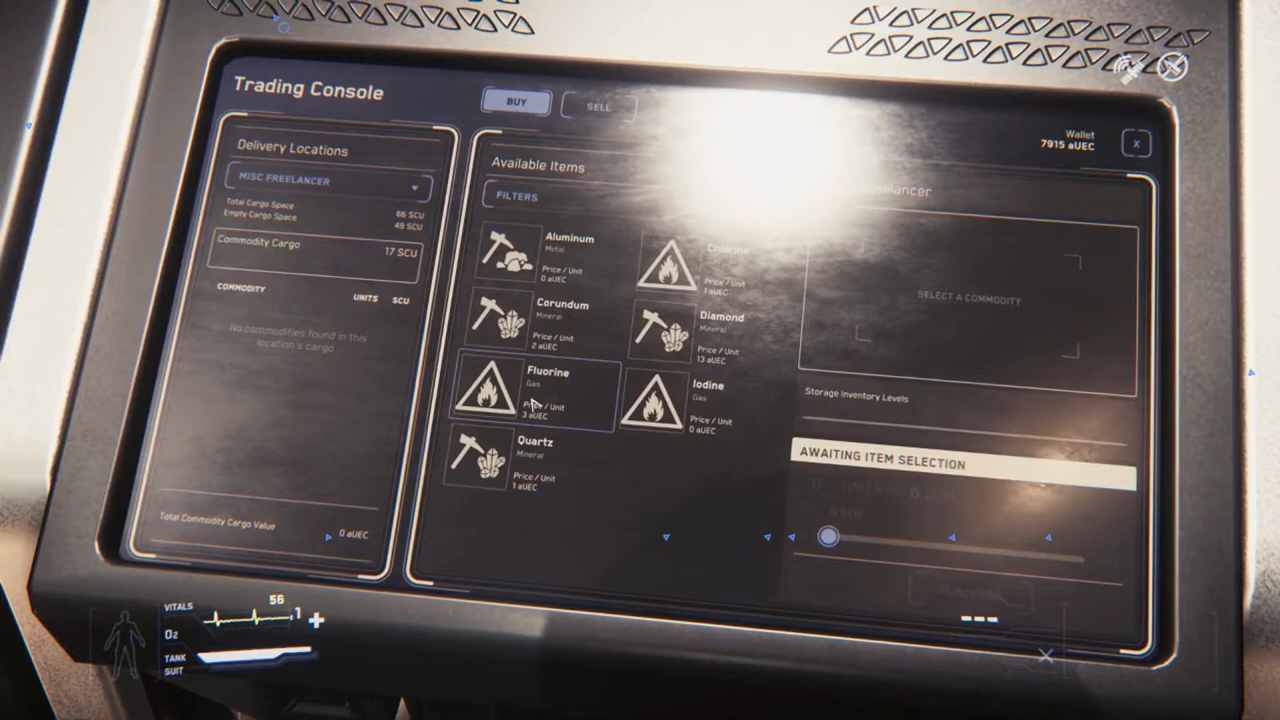 Trading Console
BUY
SELL
Wallet
7915 aUEC
X
Delivery Locations
MISC FREELANCER
Total Cargo Space
66 SCU
Empty Cargo Space
49 SCU
Commodity Cargo
17 SCU
COMMODITY
UNITS
SCU
No commodities found in this
location's cargo
Total Commodity Cargo Value
0 aUEC
Available Items
FILTERS
Aluminum
Metal
Price / Unit
0 aUEC
Chlorine
Price / Unit
1 aUEC
Corundum
Mineral
Price / Unit
2 aUEC
Diamond
Mineral
Price / Unit
13 aUEC
Fluorine
Gas
Price / Unit
3 aUEC
Iodine
Gas
Price / Unit
0 aUEC
Quartz
Mineral
Price / Unit
1 aUEC
SELECT A COMMODITY
Storage Inventory Levels
AWAITING ITEM SELECTION
UNITS
0 SCU
VITALS
56
O2
TANK
SUIT